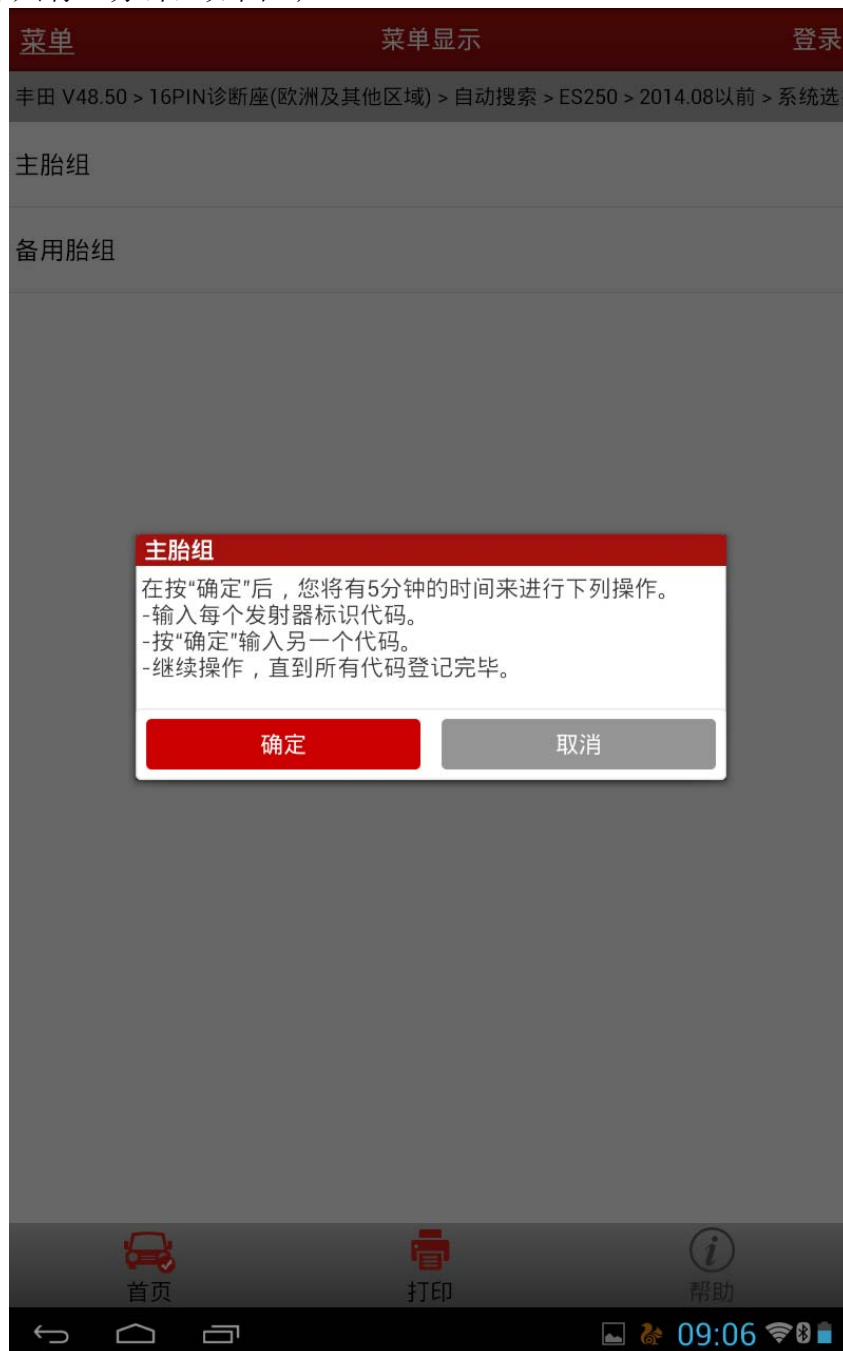 菜单
菜单显示
登录
丰田 V48.50 > 16PIN诊断座(欧洲及其他区域) > 自动搜索 > ES250 > 2014.08以前 > 系统选
主胎组
备用胎组
主胎组
在按“确定”后，您将有5分钟的时间来进行下列操作。
-输入每个发射器标识代码。
-按“确定”输入另一个代码。
-继续操作，直到所有代码登记完毕。
确定
取消
首页
打印
帮助
09:06